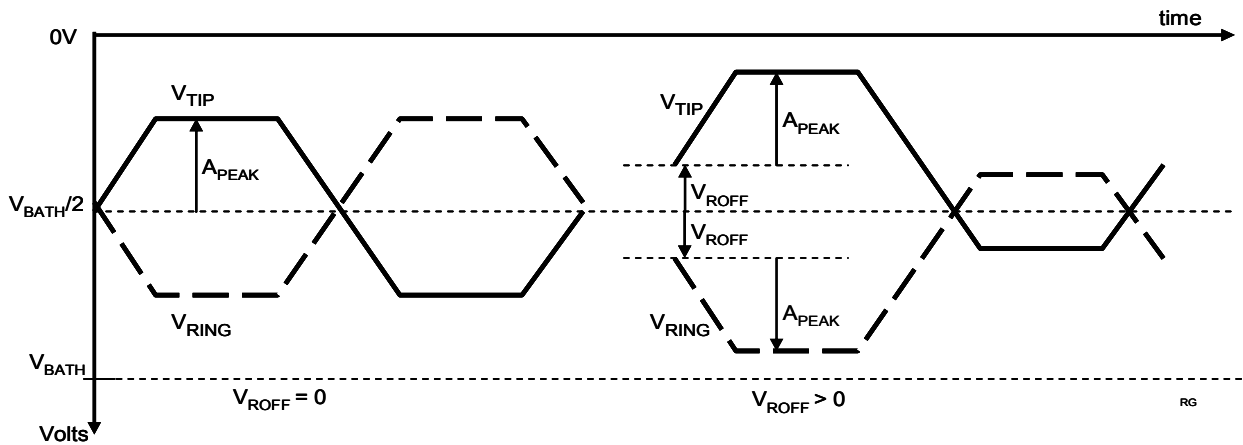 time
0V
VTIP
VTIP
APEAK
APEAK
VBATH/2
VROFF
VROFF
VRING
VRING
APEAK
VBATH
VROFF = 0
VROFF > 0
RG
Volts